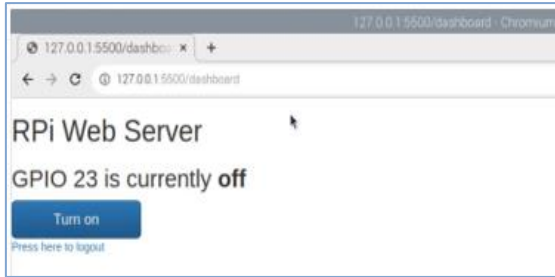 127.0.0.1:5500/dashboard - Chromium
127.0.0.1:5500/dashboa × +
127.0.0.1:5500/dashboard
RPi Web Server
GPIO 23 is currently off
Turn on
Press here to logout